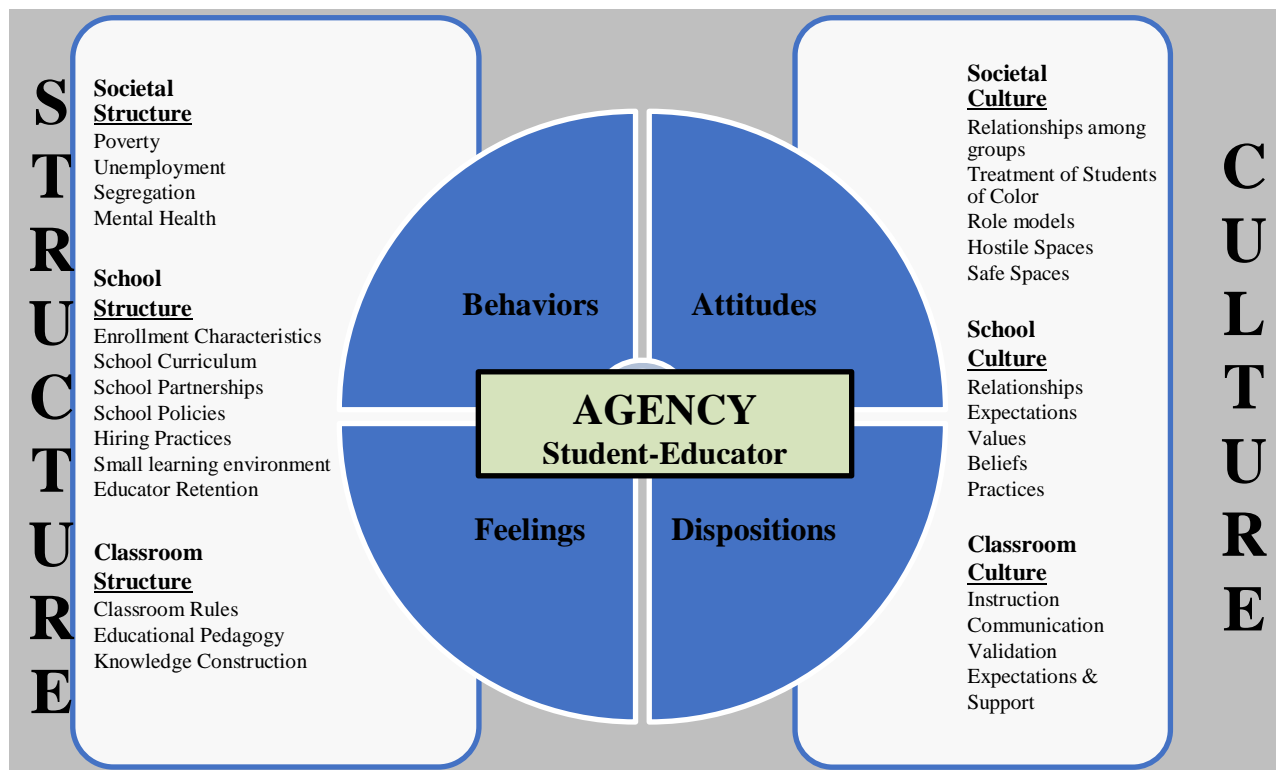 STRUCTURE
Societal
Structure
Poverty
Unemployment
Segregation
Mental Health
School
Structure
Enrollment Characteristics
School Curriculum
School Partnerships
School Policies
Hiring Practices
Small learning environment
Educator Retention
Classroom
Structure
Classroom Rules
Educational Pedagogy
Knowledge Construction
Behaviors
Attitudes
AGENCY
Student-Educator
Feelings
Dispositions
Societal
Culture
Relationships among
groups
Treatment of Students
of Color
Role models
Hostile Spaces
Safe Spaces
School
Culture
Relationships
Expectations
Values
Beliefs
Practices
Classroom
Culture
Instruction
Communication
Validation
Expectations &
Support
CULTURE